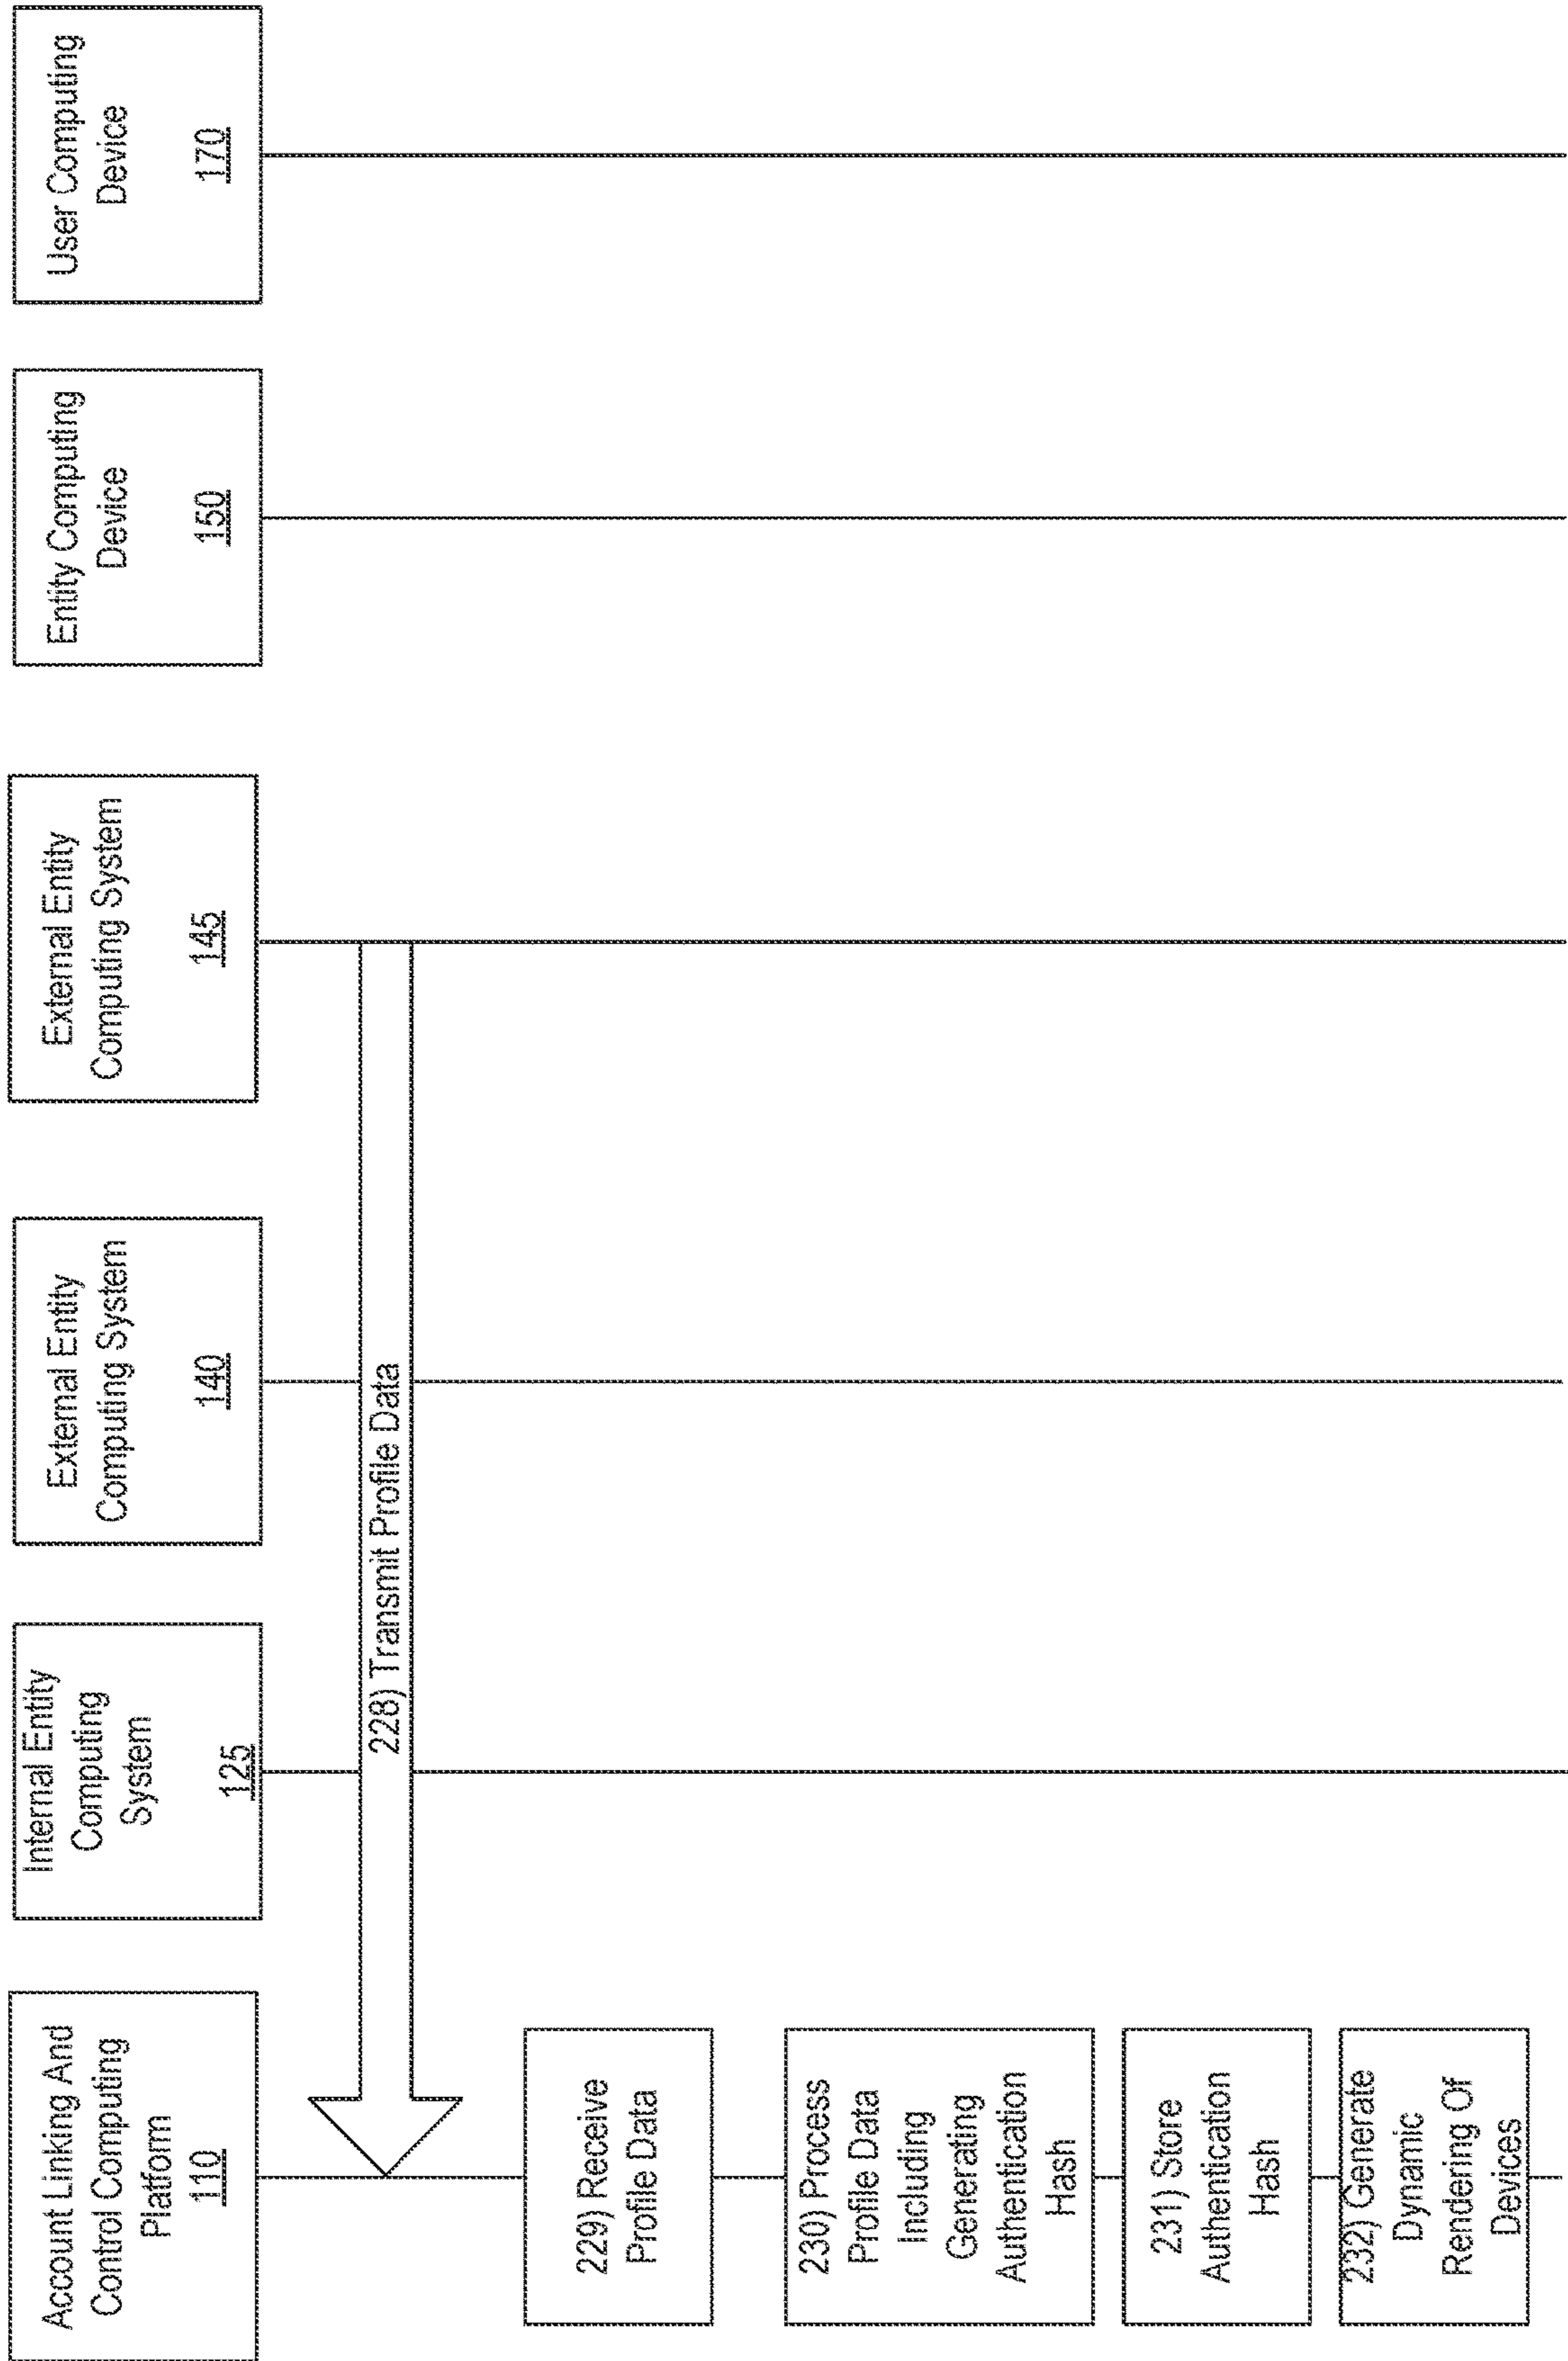 Account Linking And
Control Computing
Platform
110
Internal Entity
Computing
System
125
External Entity
Computing System
140
External Entity
Computing System
145
Entity Computing
Device
150
User Computing
Device
170
228) Transmit Profile Data
229) Receive
Profile Data
230) Process
Profile Data
Including
Generating
Authentication
Hash
231) Store
Authentication
Hash
232) Generate
Dynamic
Rendering Of
Devices